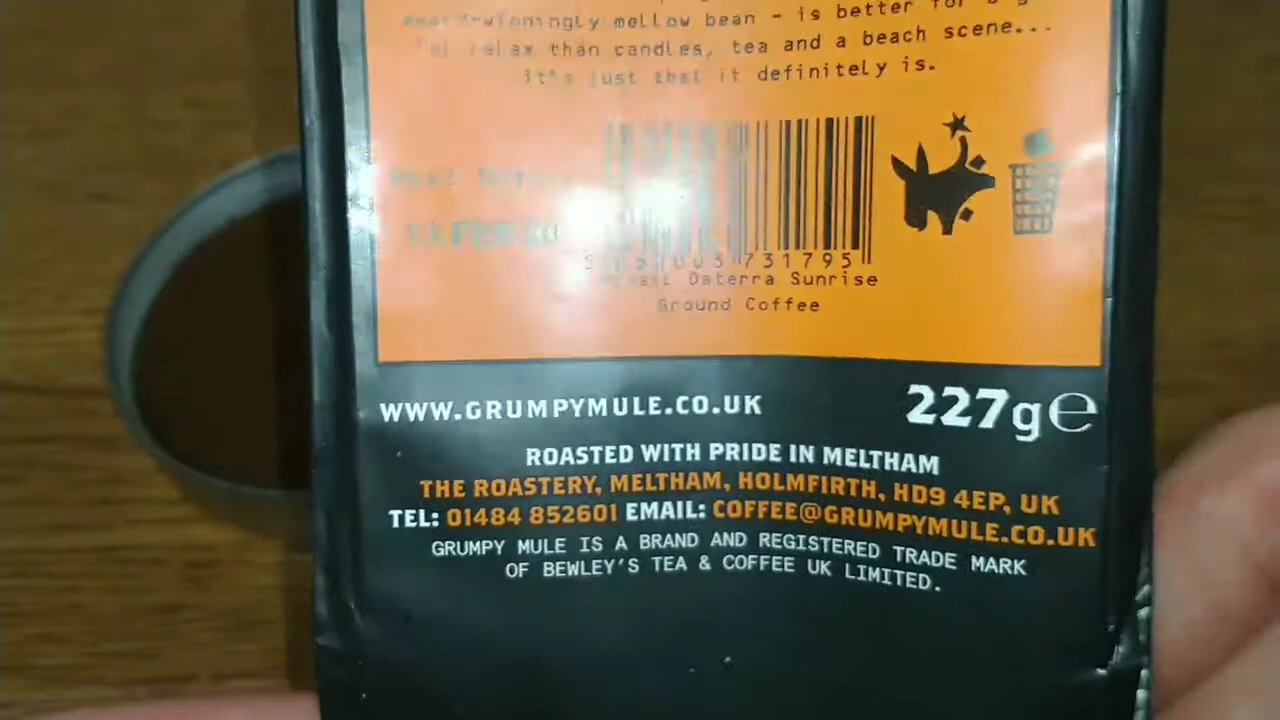 mellow bean – is better for
relax than candles, tea and a beach scene...
it's just that it definitely is.
731795
Daterra Sunrise
Ground Coffee
WWW.GRUMPYMULE.CO.UK
227g℮
ROASTED WITH PRIDE IN MELTHAM
THE ROASTERY, MELTHAM, HOLMFIRTH, HD9 4EP, UK
TEL: 01484 852601 EMAIL: COFFEE@GRUMPYMULE.CO.UK
GRUMPY MULE IS A BRAND AND REGISTERED TRADE MARK
OF BEWLEY'S TEA & COFFEE UK LIMITED.